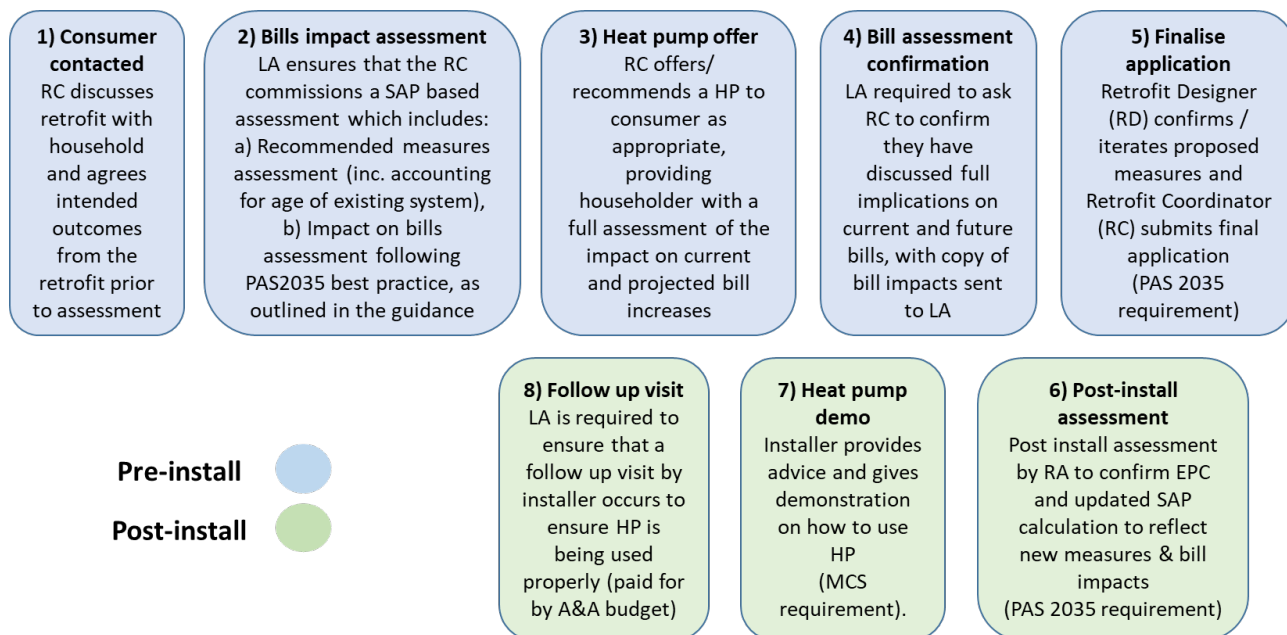 1) Consumer
contacted
RC discusses
retrofit with
household
and agrees
intended
outcomes
from the
retrofit prior
to assessment
2) Bills impact assessment
LA ensures that the RC
commissions a SAP based
assessment which includes:
a) Recommended measures
assessment (inc. accounting
for age of existing system),
b) Impact on bills
assessment following
PAS2035 best practice, as
outlined in the guidance
3) Heat pump offer
RC offers/
recommends a HP to
consumer as
appropriate,
providing
householder with a
full assessment of the
impact on current
and projected bill
increases
4) Bill assessment
confirmation
LA required to ask
RC to confirm
they have
discussed full
implications on
current and future
bills, with copy of
bill impacts sent
to LA
5) Finalise
application
Retrofit Designer
(RD) confirms /
iterates proposed
measures and
Retrofit Coordinator
(RC) submits final
application
(PAS 2035
requirement)
8) Follow up visit
LA is required to
ensure that a
follow up visit by
installer occurs to
ensure HP is
being used
properly (paid for
by A&A budget)
7) Heat pump
demo
Installer provides
advice and gives
demonstration
on how to use
HP
(MCS
requirement).
6) Post-install
assessment
Post install assessment
by RA to confirm EPC
and updated SAP
calculation to reflect
new measures & bill
impacts
(PAS 2035 requirement)
Pre-install
Post-install